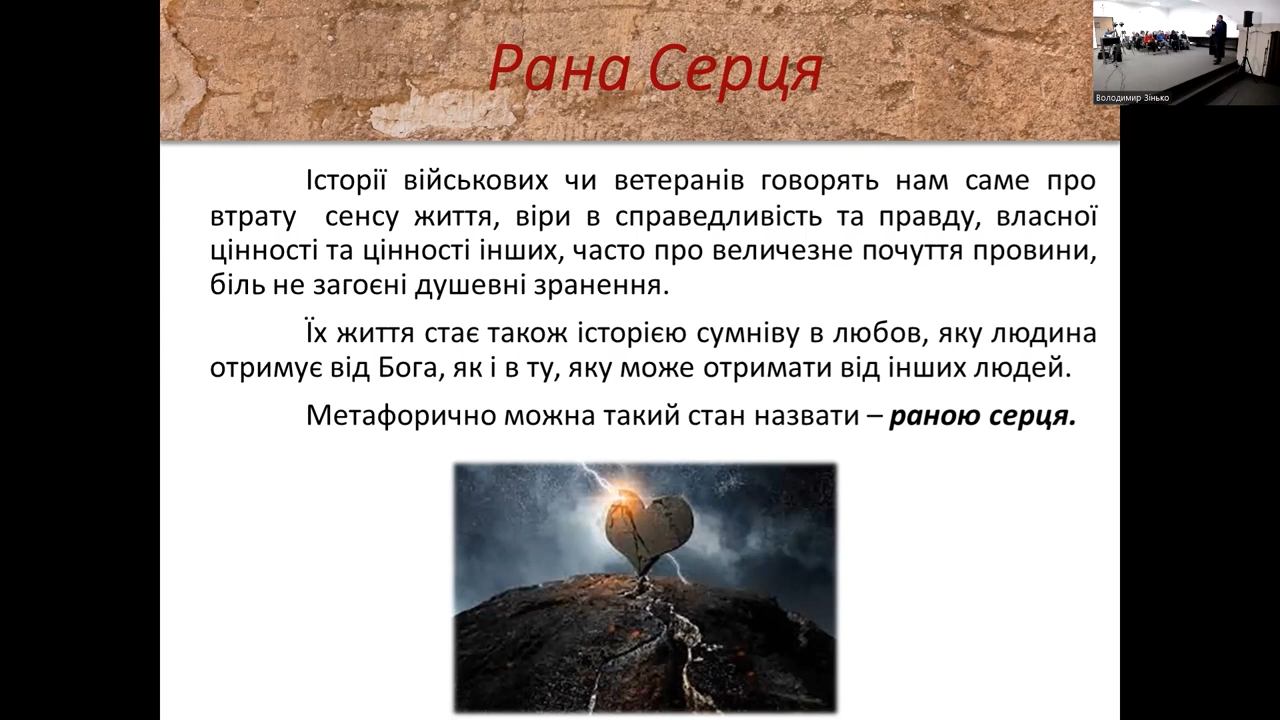 Рана Серця
Володимир Зінько
Історії військових чи ветеранів говорять нам саме про
втрату сенсу життя, віри в справедливість та правду, власної
цінності та цінності інших, часто про величезне почуття провини,
біль не загоєні душевні зранення.
Їх життя стає також історією сумніву в любов, яку людина
отримує від Бога, як і в ту, яку може отримати від інших людей.
Метафорично можна такий стан назвати – раною серця.